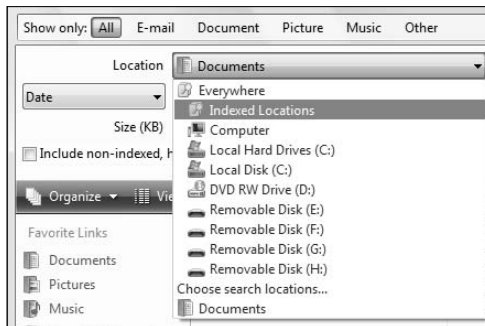 Show only: All E-mail Document Picture Music Other
Location Documents
Everywhere
Date
Indexed Locations
Size (KB) Computer
Include non-indexed, Local Hard Drives (C:)
Local Disk (C:)
Organize DVD RW Drive (D:)
Removable Disk (E:)
Favorite Links Removable Disk (F:)
Documents Removable Disk (G:)
Pictures Removable Disk (H:)
Choose search locations...
Music Documents